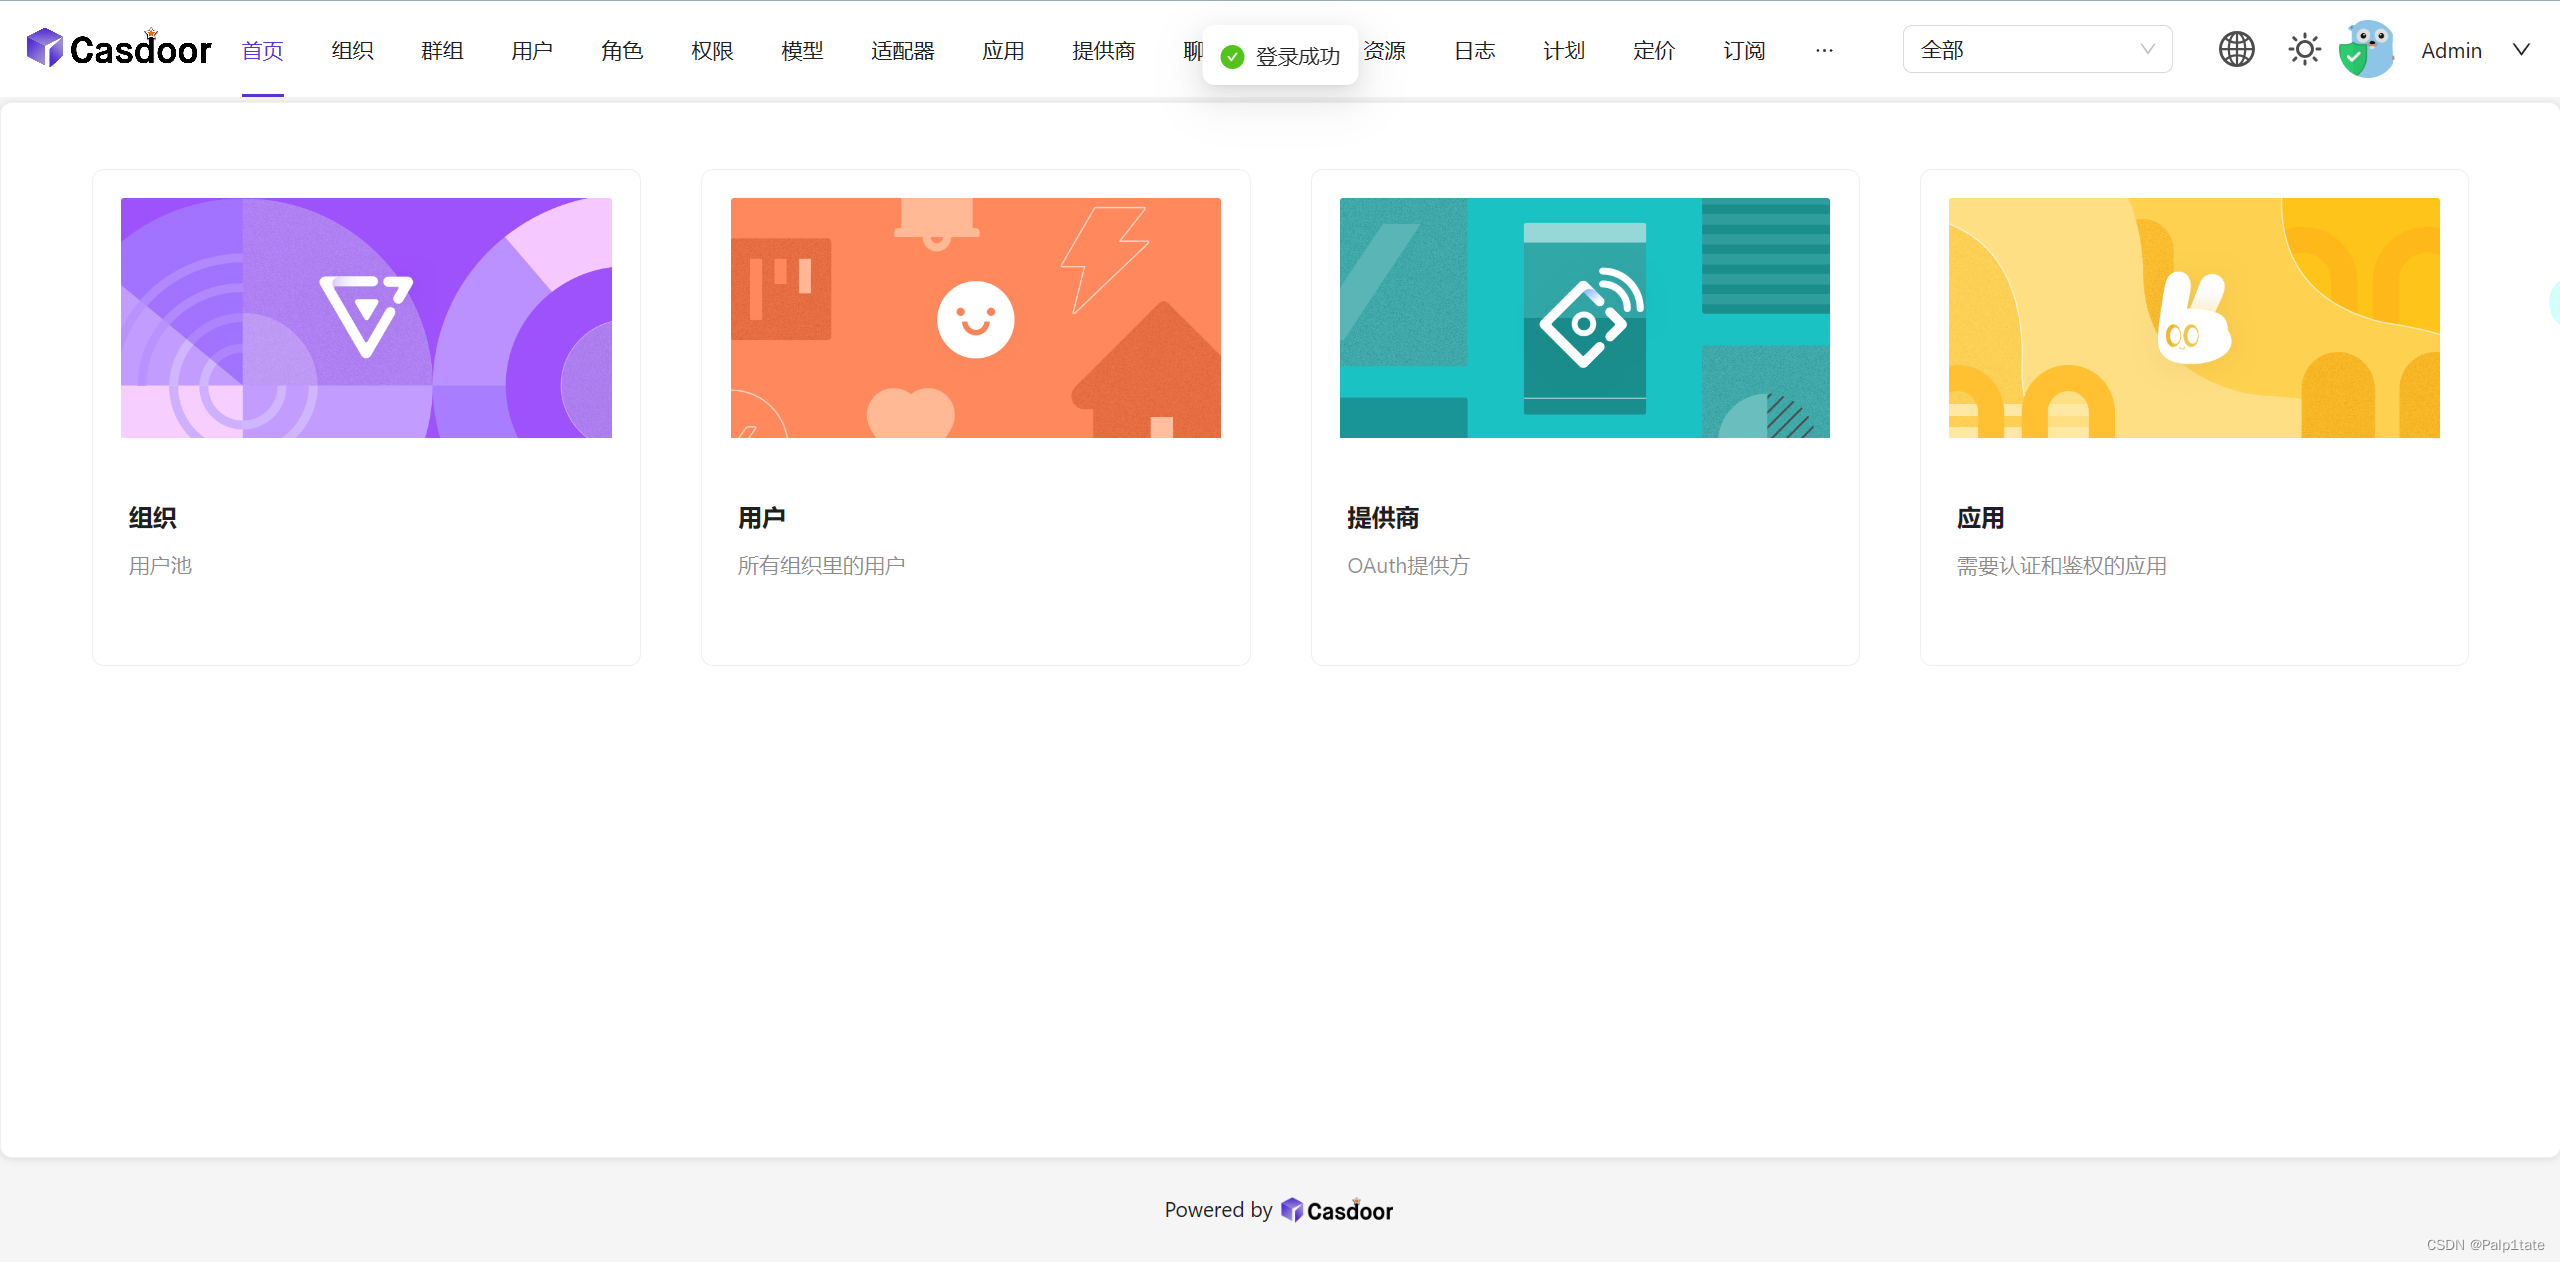 Casdoor 首页 组织 群组 用户 角色 权限 模型 适配器 应用 提供商 聊 登录成功 资源 日志 计划 定价 订阅 ··· 全部 Admin
组织 用户 提供商 应用
用户池 所有组织里的用户 OAuth提供方 需要认证和鉴权的应用
Powered by Casdoor
CSDN @Palp1tate